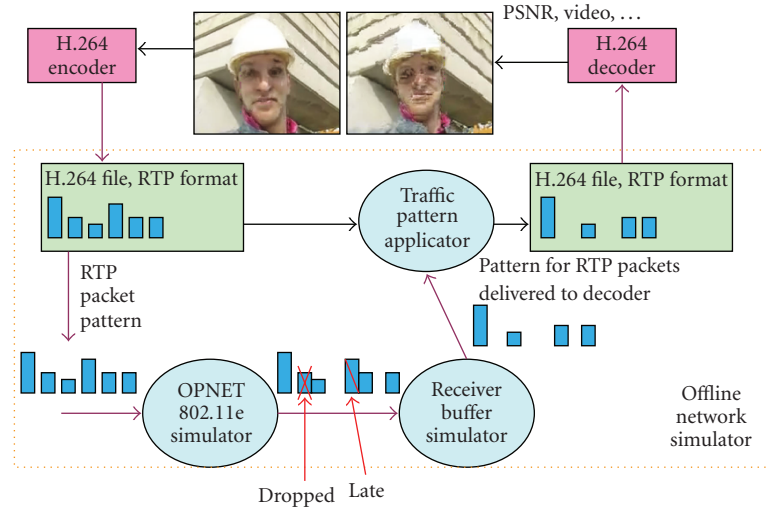 PSNR, video, ...
H.264
encoder
H.264
decoder
H.264 file, RTP format
Traffic
pattern
applicator
H.264 file, RTP format
RTP
packet
pattern
Pattern for RTP packets
delivered to decoder
OPNET
802.11e
simulator
Receiver
buffer
simulator
Offline
network
simulator
Dropped
Late